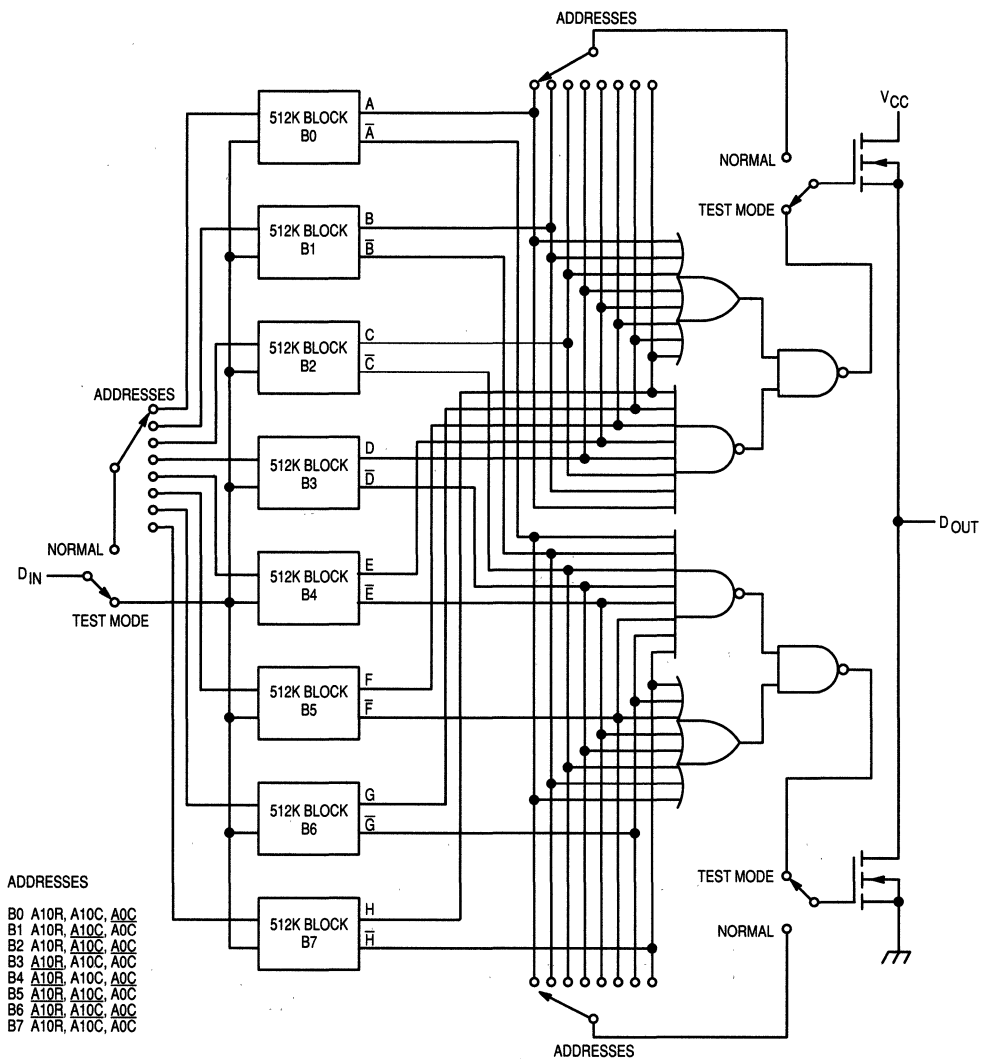 ADDRESSES
V_CC
512K BLOCK
B0
A
A̅
NORMAL
TEST MODE
512K BLOCK
B1
B
B̅
512K BLOCK
B2
C
C̅
ADDRESSES
512K BLOCK
B3
D
D̅
D_OUT
NORMAL
D_IN
TEST MODE
512K BLOCK
B4
E
E̅
512K BLOCK
B5
F
F̅
512K BLOCK
B6
G
G̅
TEST MODE
NORMAL
512K BLOCK
B7
H
H̅
ADDRESSES
B0 A10R, A10C, A0C
B1 A10R, A10C, A0C
B2 A10R, A10C, A0C
B3 A10R, A10C, A0C
B4 A10R, A10C, A0C
B5 A10R, A10C, A0C
B6 A10R, A10C, A0C
B7 A10R, A10C, A0C
ADDRESSES